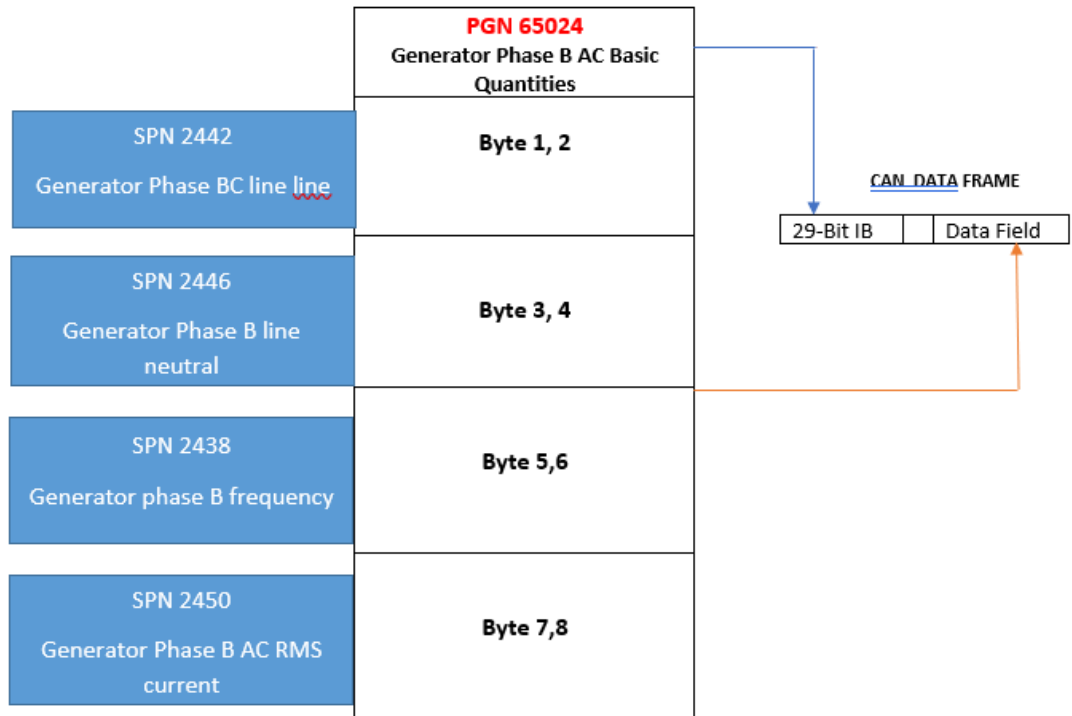 PGN 65024
Generator Phase B AC Basic
Quantities
SPN 2442
Generator Phase BC line line
Byte 1, 2
CAN DATA FRAME
29-Bit IB
Data Field
SPN 2446
Generator Phase B line
neutral
Byte 3, 4
SPN 2438
Generator phase B frequency
Byte 5,6
SPN 2450
Generator Phase B AC RMS
current
Byte 7,8